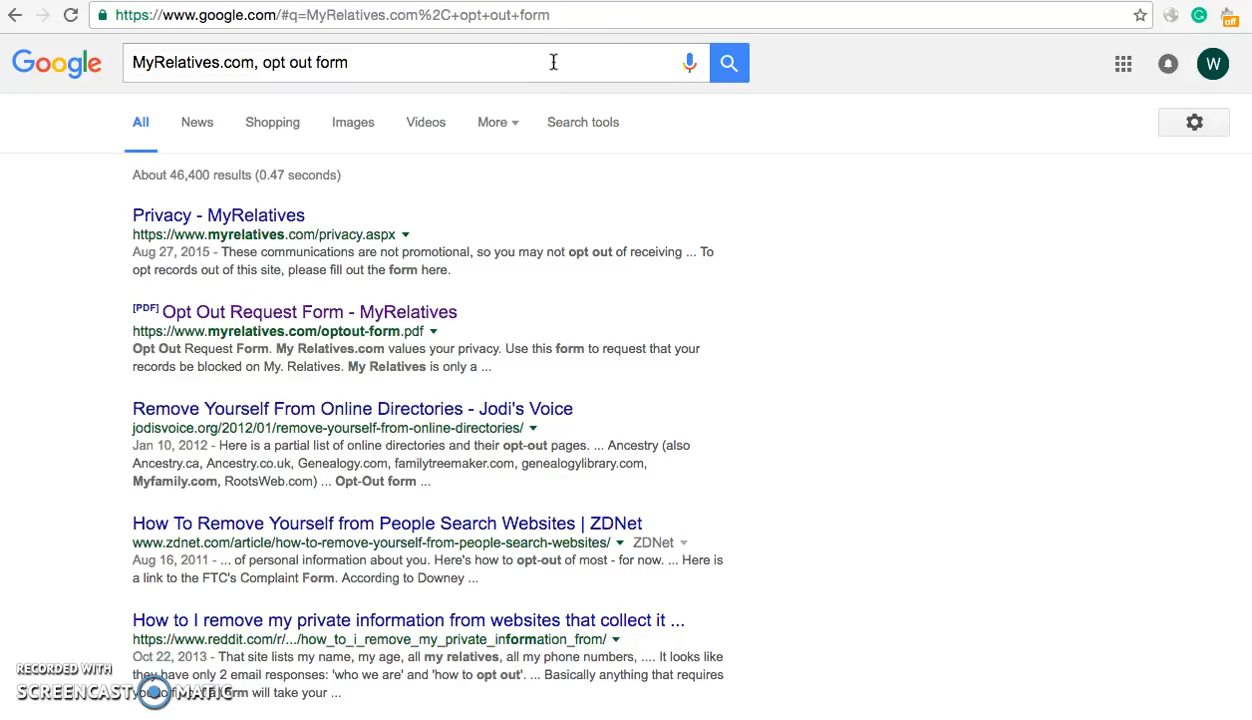 https://www.google.com/#q=MyRelatives.com%2C+opt+out+form
off
Google
MyRelatives.com, opt out form
W
All News Shopping Images Videos More Search tools
About 46,400 results (0.47 seconds)
Privacy - MyRelatives
https://www.myrelatives.com/privacy.aspx
Aug 27, 2015 - These communications are not promotional, so you may not opt out of receiving ... To
opt records out of this site, please fill out the form here.
[PDF] Opt Out Request Form - MyRelatives
https://www.myrelatives.com/optout-form.pdf
Opt Out Request Form. My Relatives.com values your privacy. Use this form to request that your
records be blocked on My. Relatives. My Relatives is only a ...
Remove Yourself From Online Directories - Jodi's Voice
jodisvoice.org/2012/01/remove-yourself-from-online-directories/
Jan 10, 2012 - Here is a partial list of online directories and their opt-out pages. ... Ancestry (also
Ancestry.ca, Ancestry.co.uk, Genealogy.com, familytreemaker.com, genealogylibrary.com,
Myfamily.com, RootsWeb.com) ... Opt-Out form ...
How To Remove Yourself from People Search Websites | ZDNet
www.zdnet.com/article/how-to-remove-yourself-from-people-search-websites/ ZDNet
Aug 16, 2011 - ... of personal information about you. Here's how to opt-out of most - for now. ... Here is
a link to the FTC's Complaint Form. According to Downey ...
How to I remove my private information from websites that collect it ...
https://www.reddit.com/r/.../how_to_i_remove_my_private_information_from/
Oct 22, 2013 - That site lists my name, my age, all my relatives, all my phone numbers, .... It looks like
they have only 2 email responses: 'who we are' and 'how to opt out'. ... Basically anything that requires
form will take your ...
RECORDED WITH
SCREENCAST MATIC